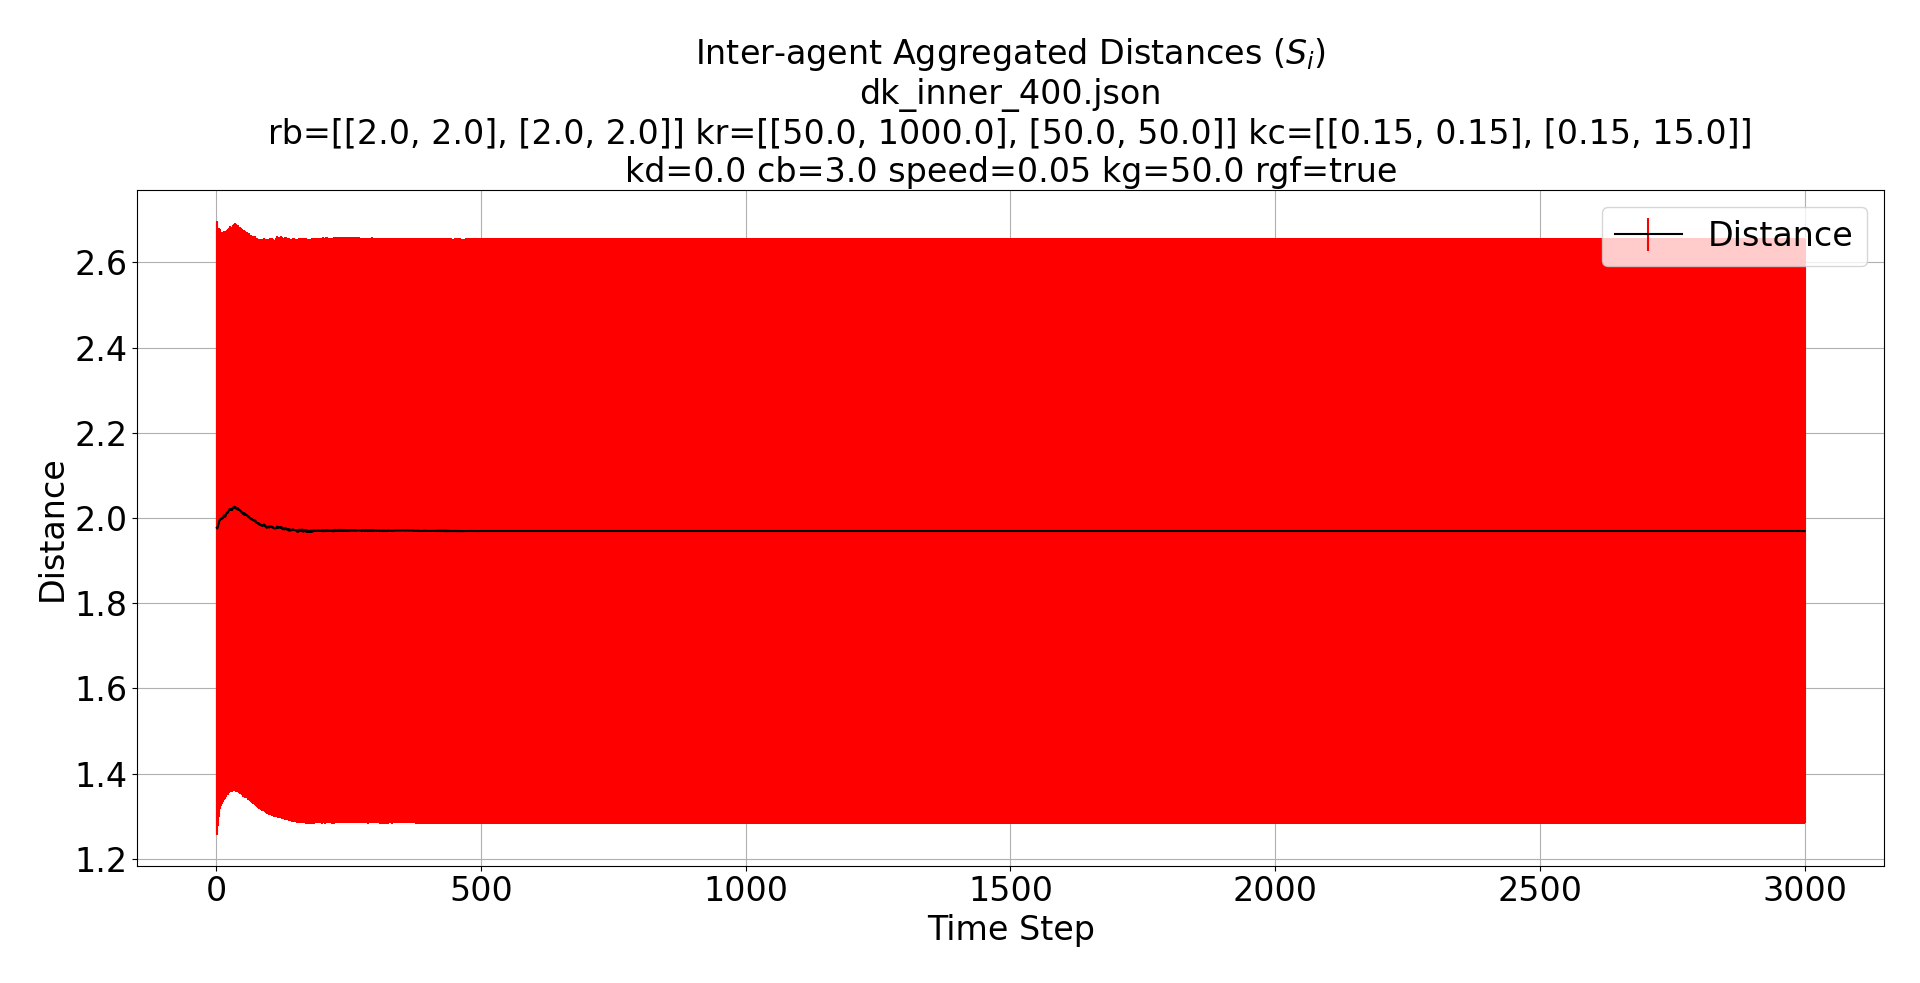 Inter-agent Aggregated Distances (Si)
dk_inner_400.json
rb=[[2.0, 2.0], [2.0, 2.0]] kr=[[50.0, 1000.0], [50.0, 50.0]] kc=[[0.15, 0.15], [0.15, 15.0]]
kd=0.0 cb=3.0 speed=0.05 kg=50.0 rgf=true
Distance
2.6
2.4
2.2
2.0
1.8
1.6
1.4
1.2
Distance
0 500 1000 1500 2000 2500 3000
Time Step